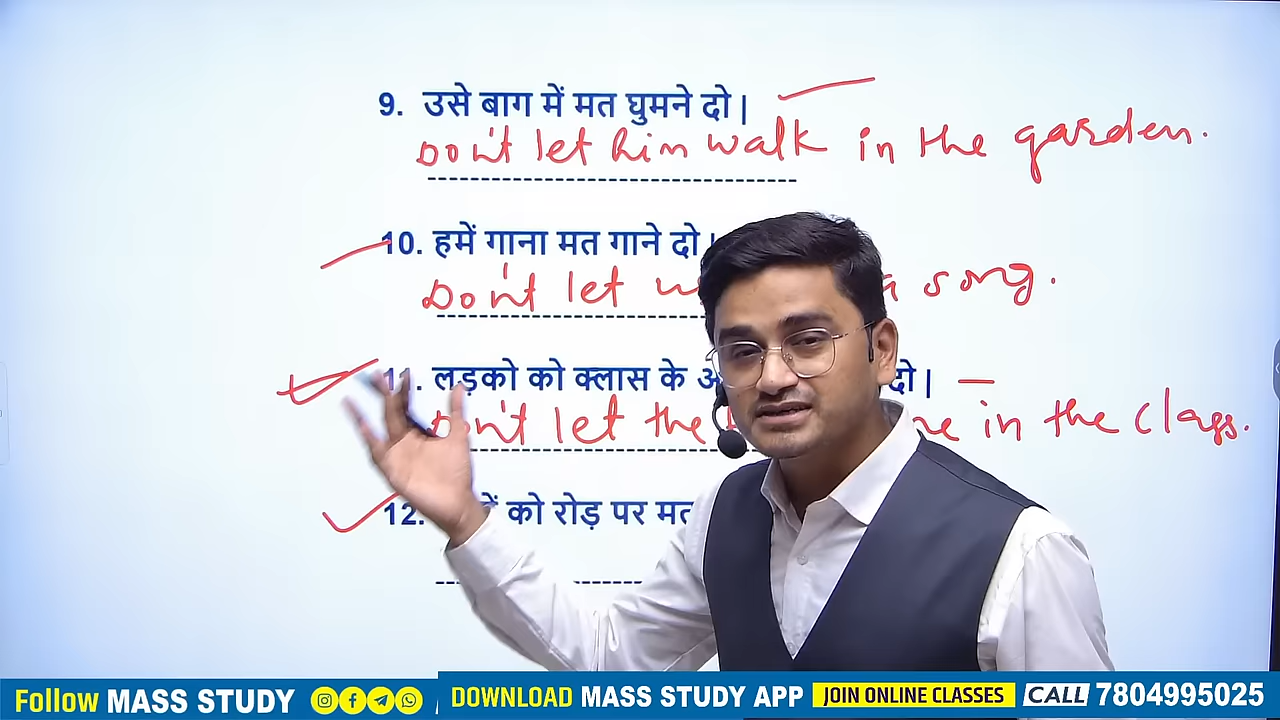 9. उसे बाग में मत घुमने दो |
Don't let him walk in the garden.
10. हमें गाना मत गाने दो |
Don't let song.
11. लड़को को क्लास के दो |
Don't let the in the class.
12. को रोड़ पर मत
Follow MASS STUDY DOWNLOAD MASS STUDY APP JOIN ONLINE CLASSES CALL 7804995025